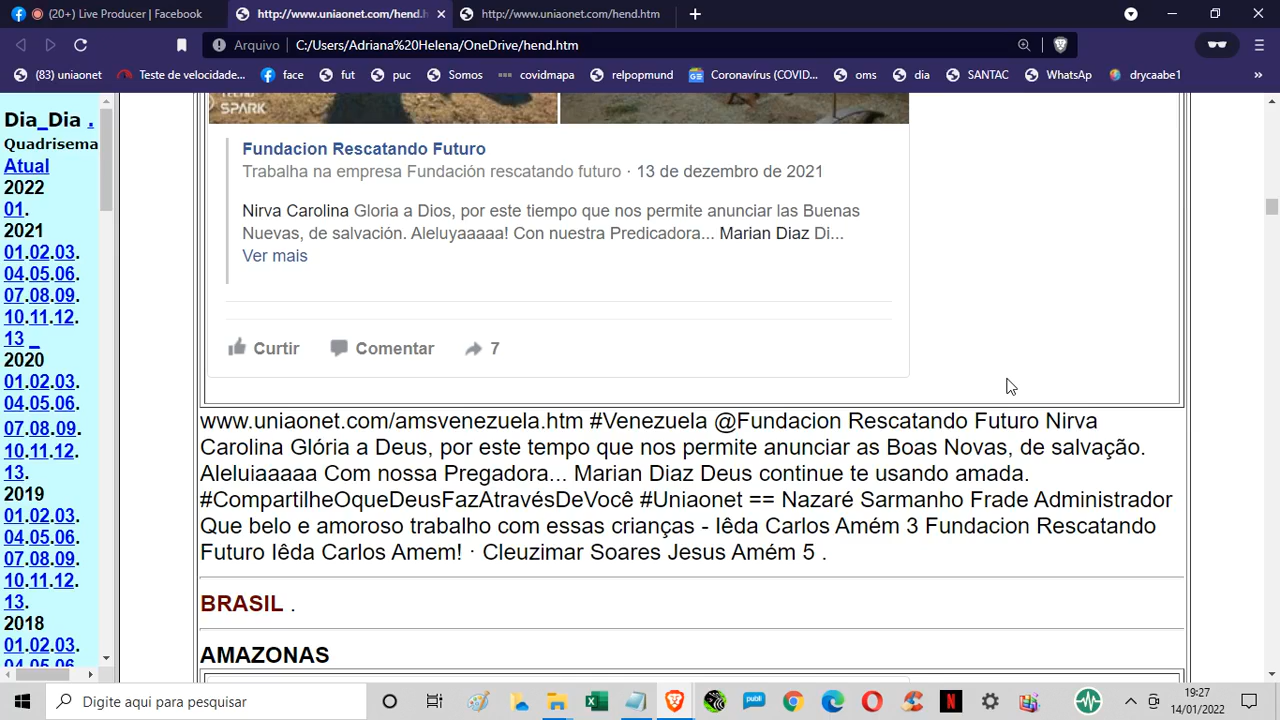 (20+) Live Producer | Facebook
http://www.uniaonet.com/hend.h
http://www.uniaonet.com/hend.htm
Arquivo
C:/Users/Adriana%20Helena/OneDrive/hend.htm
(83) uniaonet
Teste de velocidade...
face
fut
puc
Somos
covidmapa
relpopmund
Coronavírus (COVID...
oms
dia
SANTAC
WhatsApp
drycaabe1
»
Dia_Dia .
Quadrisema
Atual
2022
01.
2021
01.02.03.
04.05.06.
07.08.09.
10.11.12.
13 _
2020
01.02.03.
04.05.06.
07.08.09.
10.11.12.
13.
2019
01.02.03.
04.05.06.
07.08.09.
10.11.12.
13.
2018
01.02.03.
04.05.06
SPARK
Fundacion Rescatando Futuro
Trabalha na empresa Fundación rescatando futuro · 13 de dezembro de 2021
Nirva Carolina Gloria a Dios, por este tiempo que nos permite anunciar las Buenas
Nuevas, de salvación. Aleluyaaaaa! Con nuestra Predicadora... Marian Diaz Di...
Ver mais
Curtir
Comentar
7
www.uniaonet.com/amsvenezuela.htm #Venezuela @Fundacion Rescatando Futuro Nirva
Carolina Glória a Deus, por este tempo que nos permite anunciar as Boas Novas, de salvação.
Aleluiaaaaa Com nossa Pregadora... Marian Diaz Deus continue te usando amada.
#CompartilheOqueDeusFazAtravésDeVocê #Uniaonet == Nazaré Sarmanho Frade Administrador
Que belo e amoroso trabalho com essas crianças - Iêda Carlos Amém 3 Fundacion Rescatando
Futuro Iêda Carlos Amem! · Cleuzimar Soares Jesus Amém 5 .
BRASIL .
AMAZONAS
Digite aqui para pesquisar
publi
N
19:27
14/01/2022